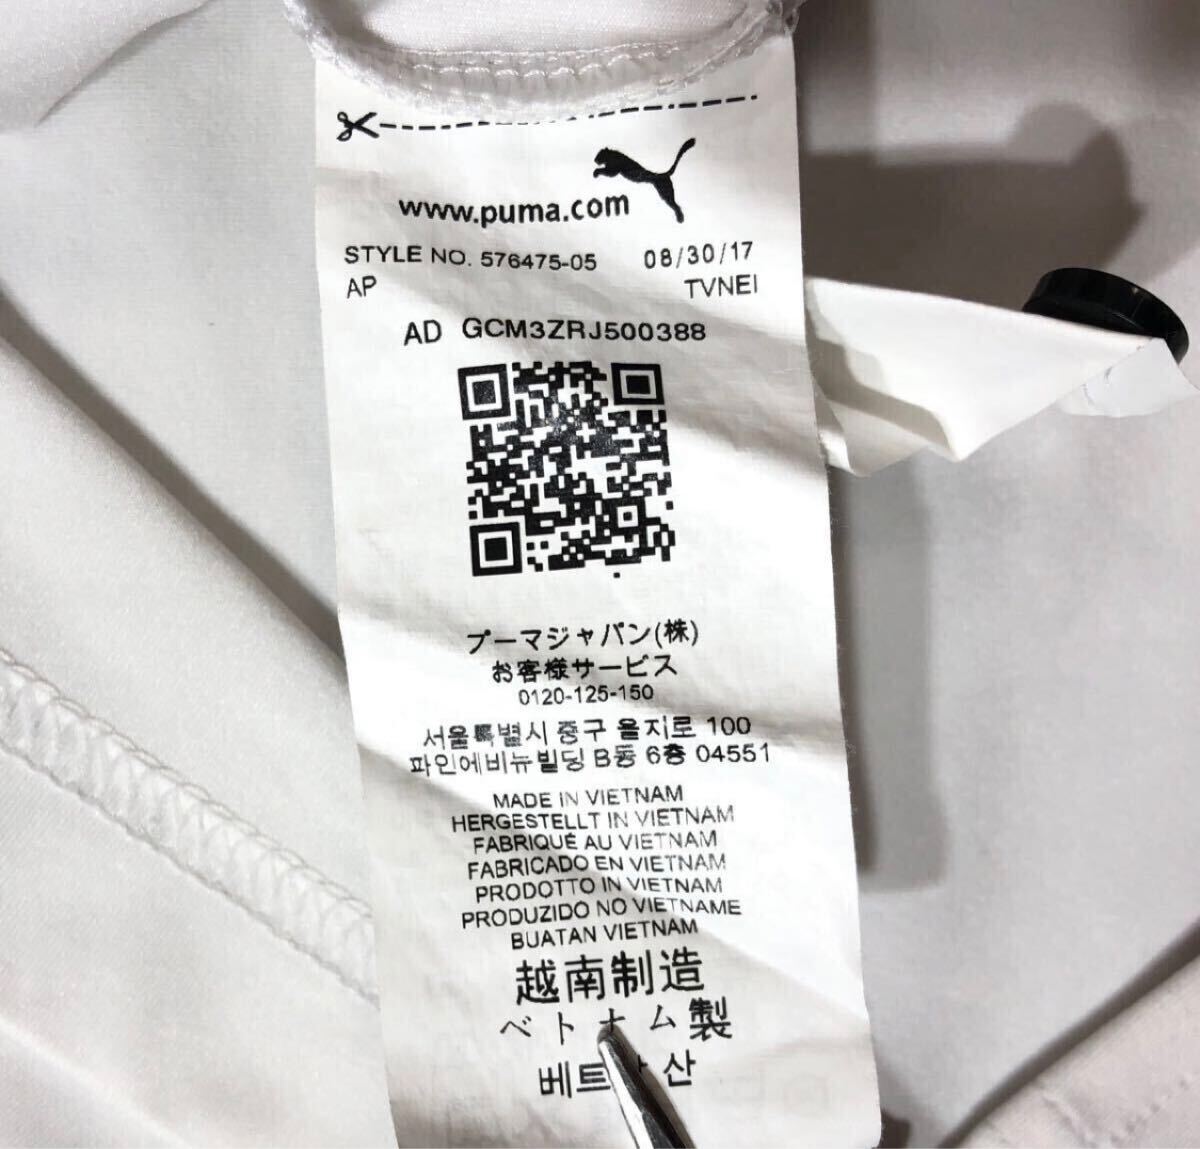 www.puma.com
STYLE NO. 576475-05 08/30/17
AP TVNEI
AD GCM3ZRJ500388
プーマジャパン(株)
お客様サービス
0120-125-150
서울특별시 중구 을지로 100
파인에비뉴빌딩 B동 6층 04551
MADE IN VIETNAM
HERGESTELLT IN VIETNAM
FABRIQUÉ AU VIETNAM
FABRICADO EN VIETNAM
PRODOTTO IN VIETNAM
PRODUZIDO NO VIETNAME
BUATAN VIETNAM
越南制造
ベトナム製